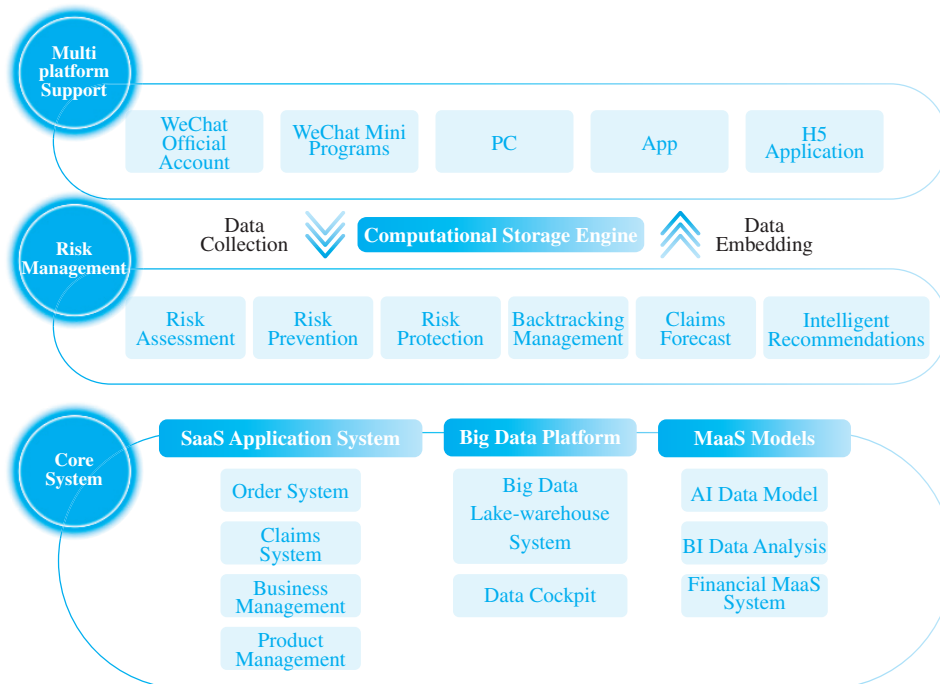 Multi
platform
Support
WeChat
Official
Account
WeChat Mini
Programs
PC
App
H5
Application
Data
Collection
Computational Storage Engine
Data
Embedding
Risk
Management
Risk
Assessment
Risk
Prevention
Risk
Protection
Backtracking
Management
Claims
Forecast
Intelligent
Recommendations
Core
System
SaaS Application System
Order System
Claims
System
Business
Management
Product
Management
Big Data Platform
Big Data
Lake-warehouse
System
Data Cockpit
MaaS Models
AI Data Model
BI Data Analysis
Financial MaaS
System